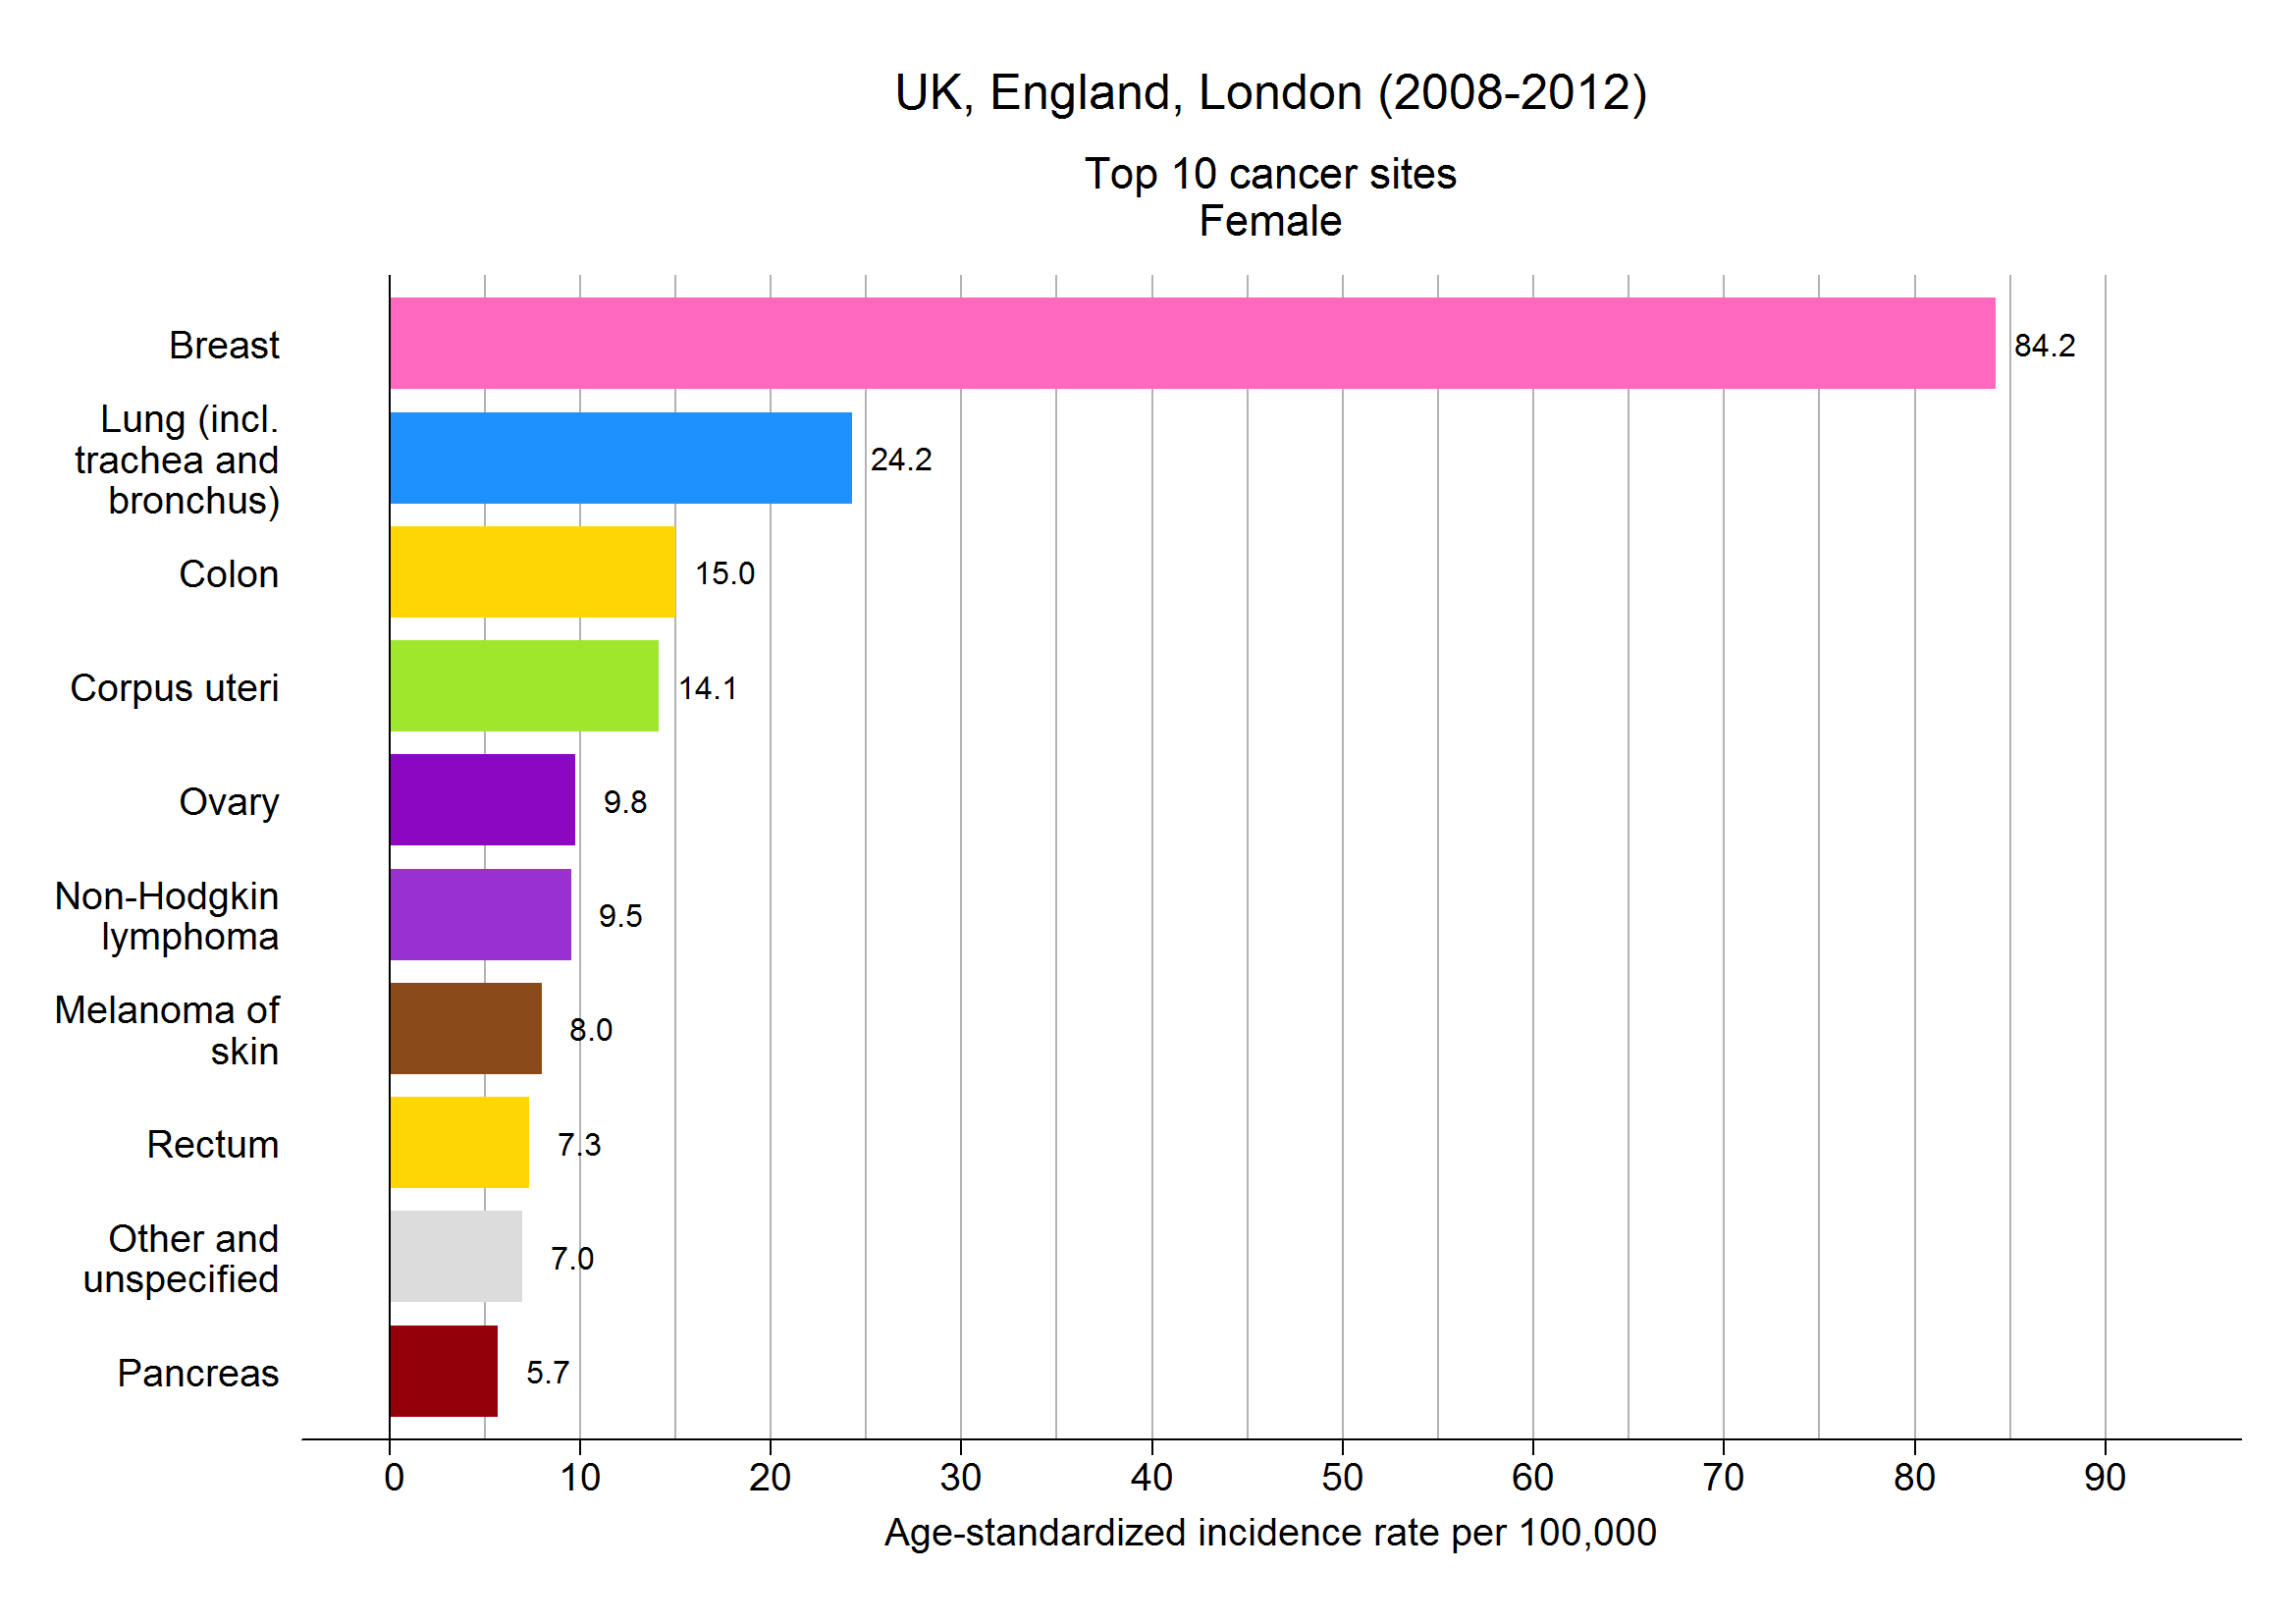 UK, England, London (2008-2012)
Top 10 cancer sites
Female
Breast
84.2
Lung (incl.
trachea and
bronchus)
24.2
Colon
15.0
Corpus uteri
14.1
Ovary
9.8
Non-Hodgkin
lymphoma
9.5
Melanoma of
skin
8.0
Rectum
7.3
Other and
unspecified
7.0
Pancreas
5.7
0 10 20 30 40 50 60 70 80 90
Age-standardized incidence rate per 100,000